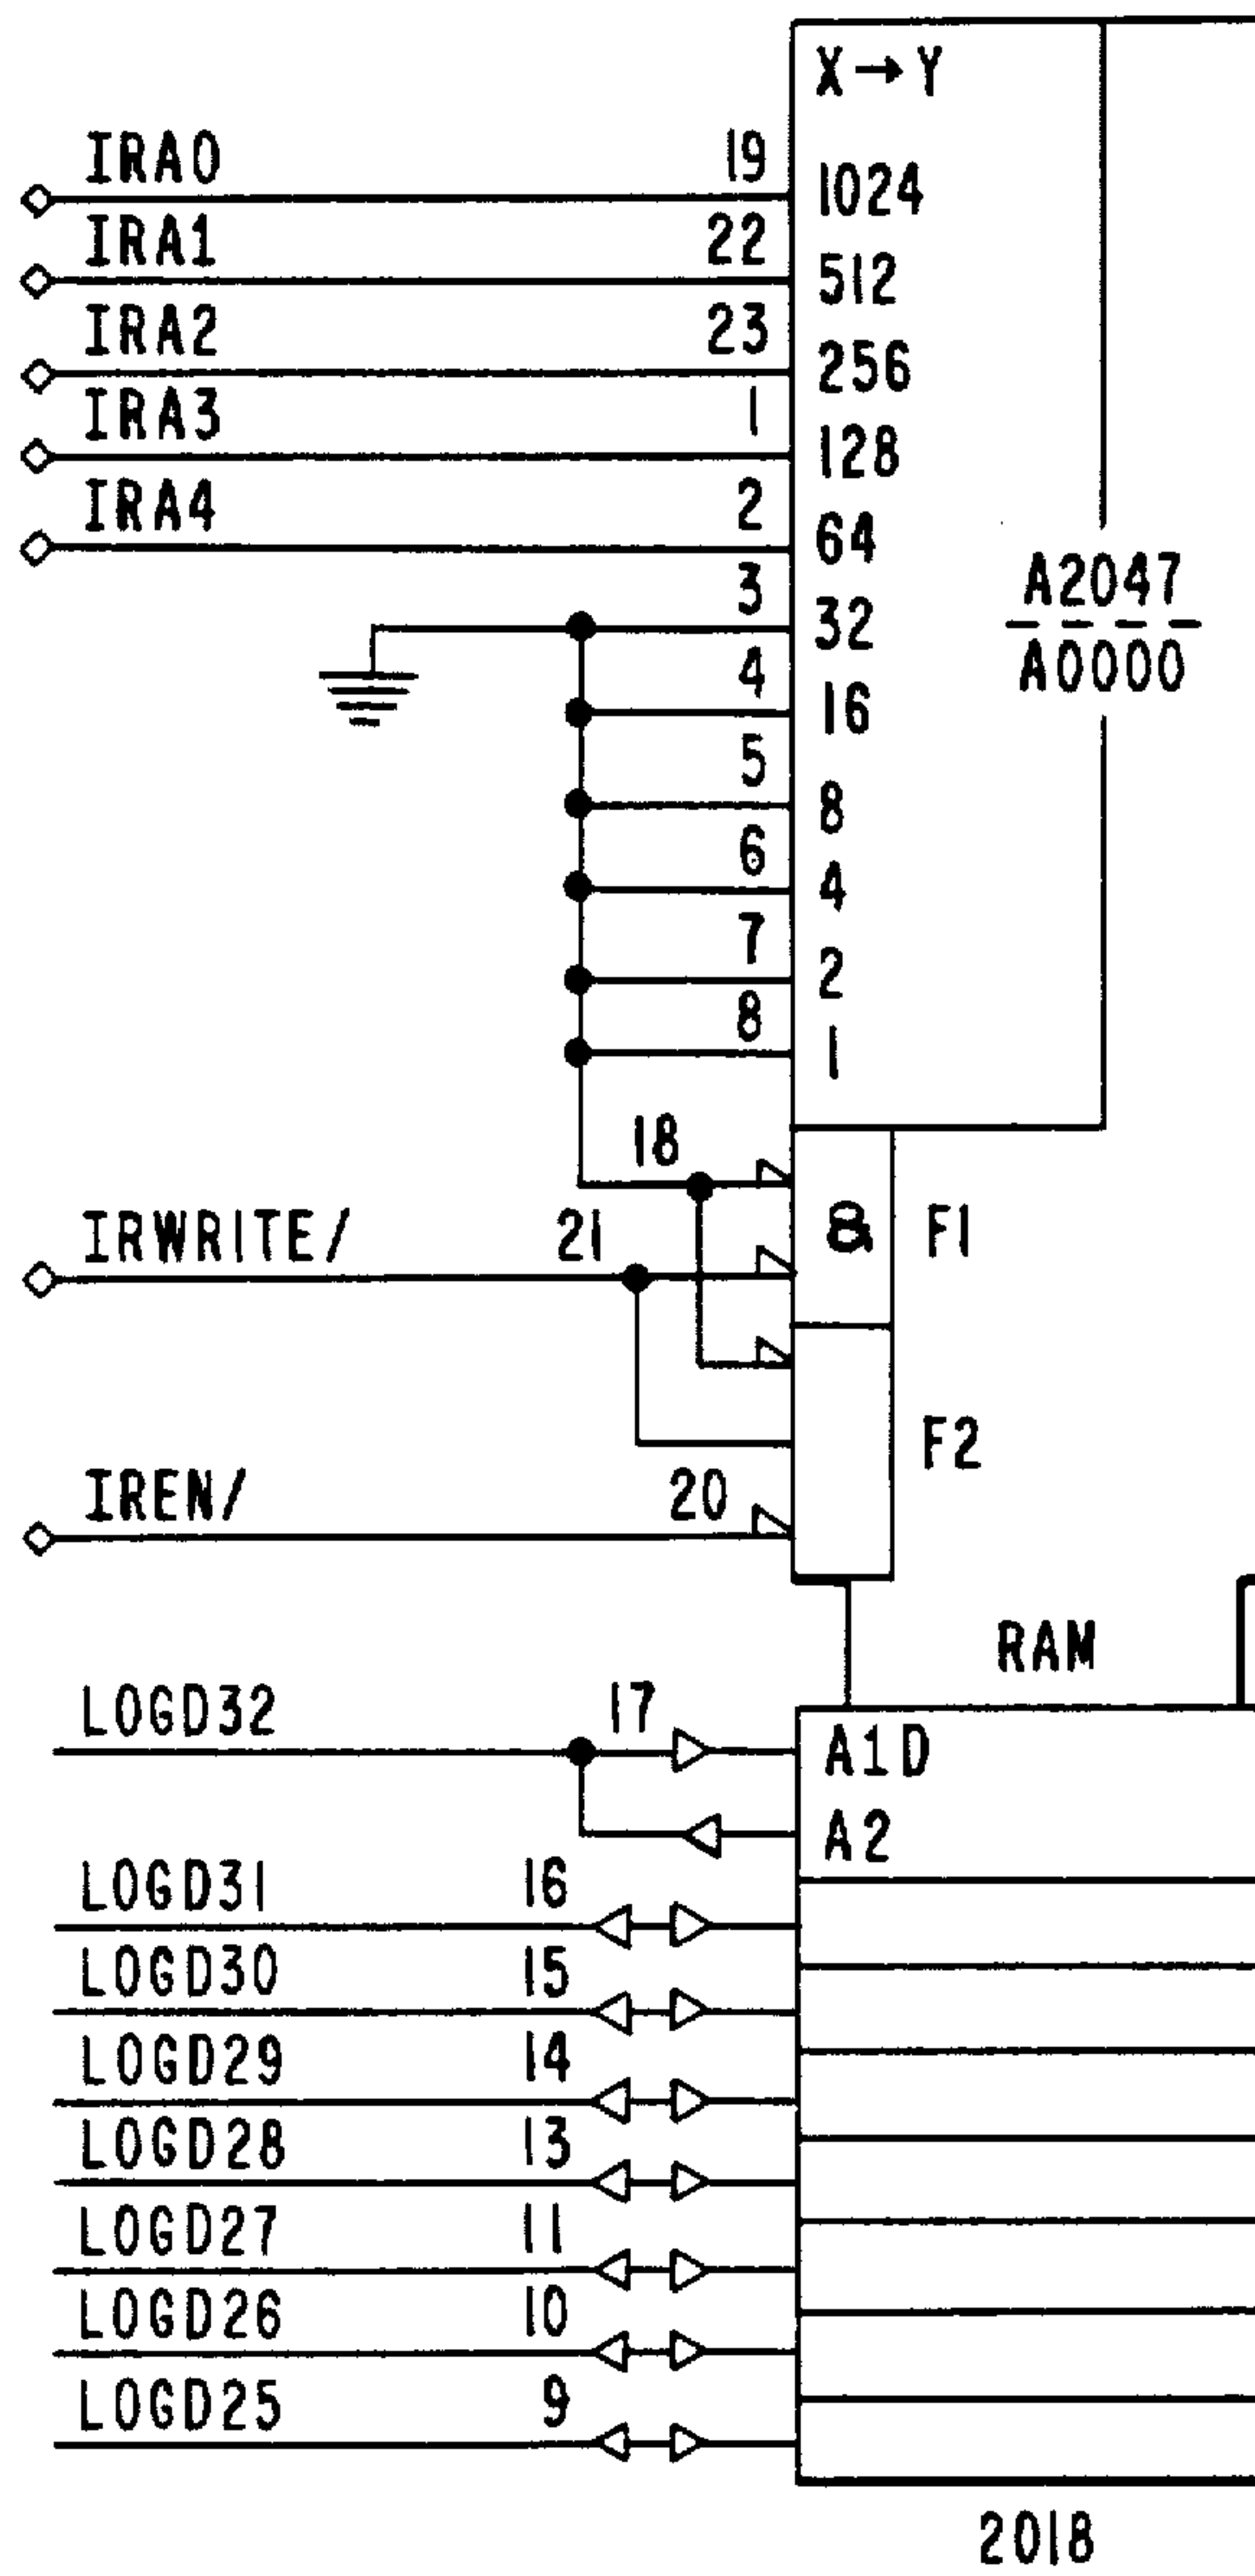 X→Y
IRA0 19 1024
IRA1 22 512
IRA2 23 256
IRA3 1 128
IRA4 2 64
A2047
3 32
A0000
4 16
5 8
6 4
7 2
8 1
18
& F1
IRWRITE/ 21
F2
IREN/ 20
RAM
LOGD32 17 A1D
A2
LOGD31 16
LOGD30 15
LOGD29 14
LOGD28 13
LOGD27 11
LOGD26 10
LOGD25 9
2018